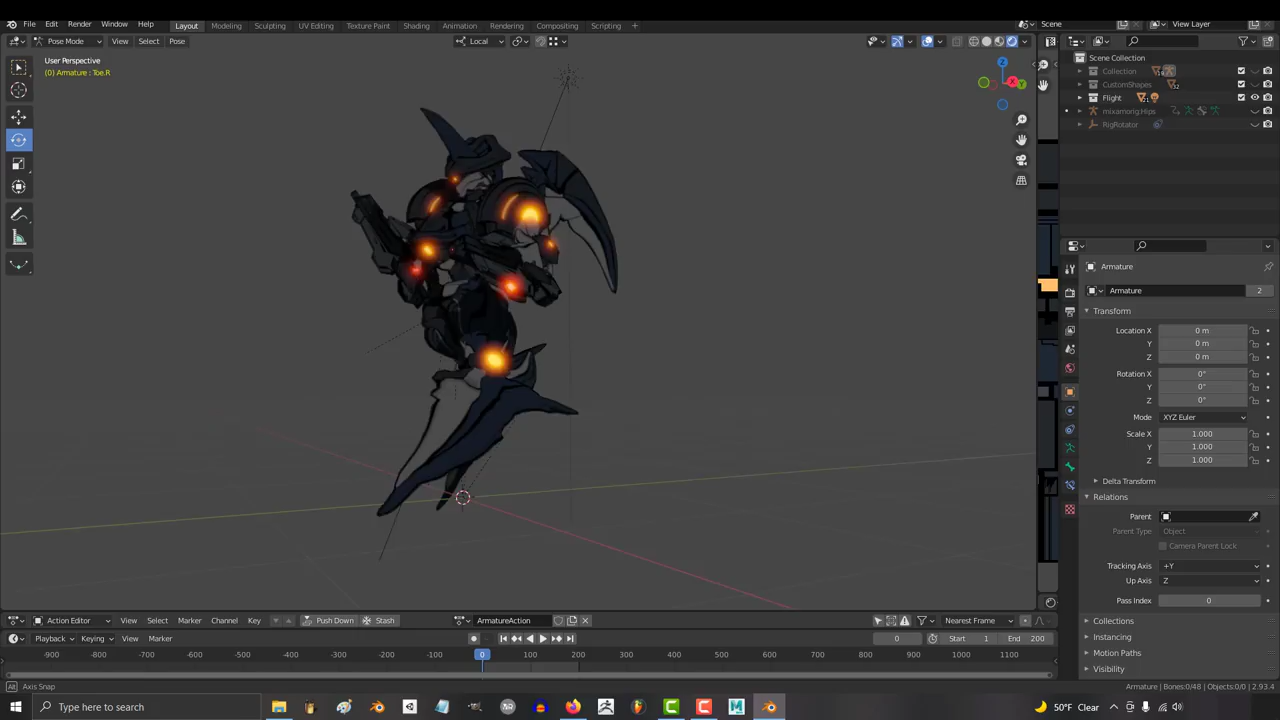 File Edit Render Window Help Layout Modeling Sculpting UV Editing Texture Paint Shading Animation Rendering Compositing Scripting + Scene View Layer
Pose Mode View Select Pose Local
User Perspective
(0) Armature : Toe.R
Z
X
Y
Scene Collection
Collection
CustomShapes
Flight
mixamorig:Hips
RigRotator
Armature
Armature 2
Transform
Location X 0 m
Y 0 m
Z 0 m
Rotation X 0°
Y 0°
Z 0°
Mode XYZ Euler
Scale X 1.000
Y 1.000
Z 1.000
Delta Transform
Relations
Parent
Parent Type Object
Camera Parent Lock
Tracking Axis +Y
Up Axis Z
Pass Index 0
Collections
Instancing
Motion Paths
Visibility
Action Editor View Select Marker Channel Key Push Down Stash ArmatureAction Nearest Frame
Playback Keying View Marker 0 Start 1 End 200
-900 -800 -700 -600 -500 -400 -300 -200 -100 0 100 200 300 400 500 600 700 800 900 1000 1100
Alt Axis Snap Armature | Bones:0/48 | Objects:0/0 | 2.93.4
Type here to search 50°F Clear